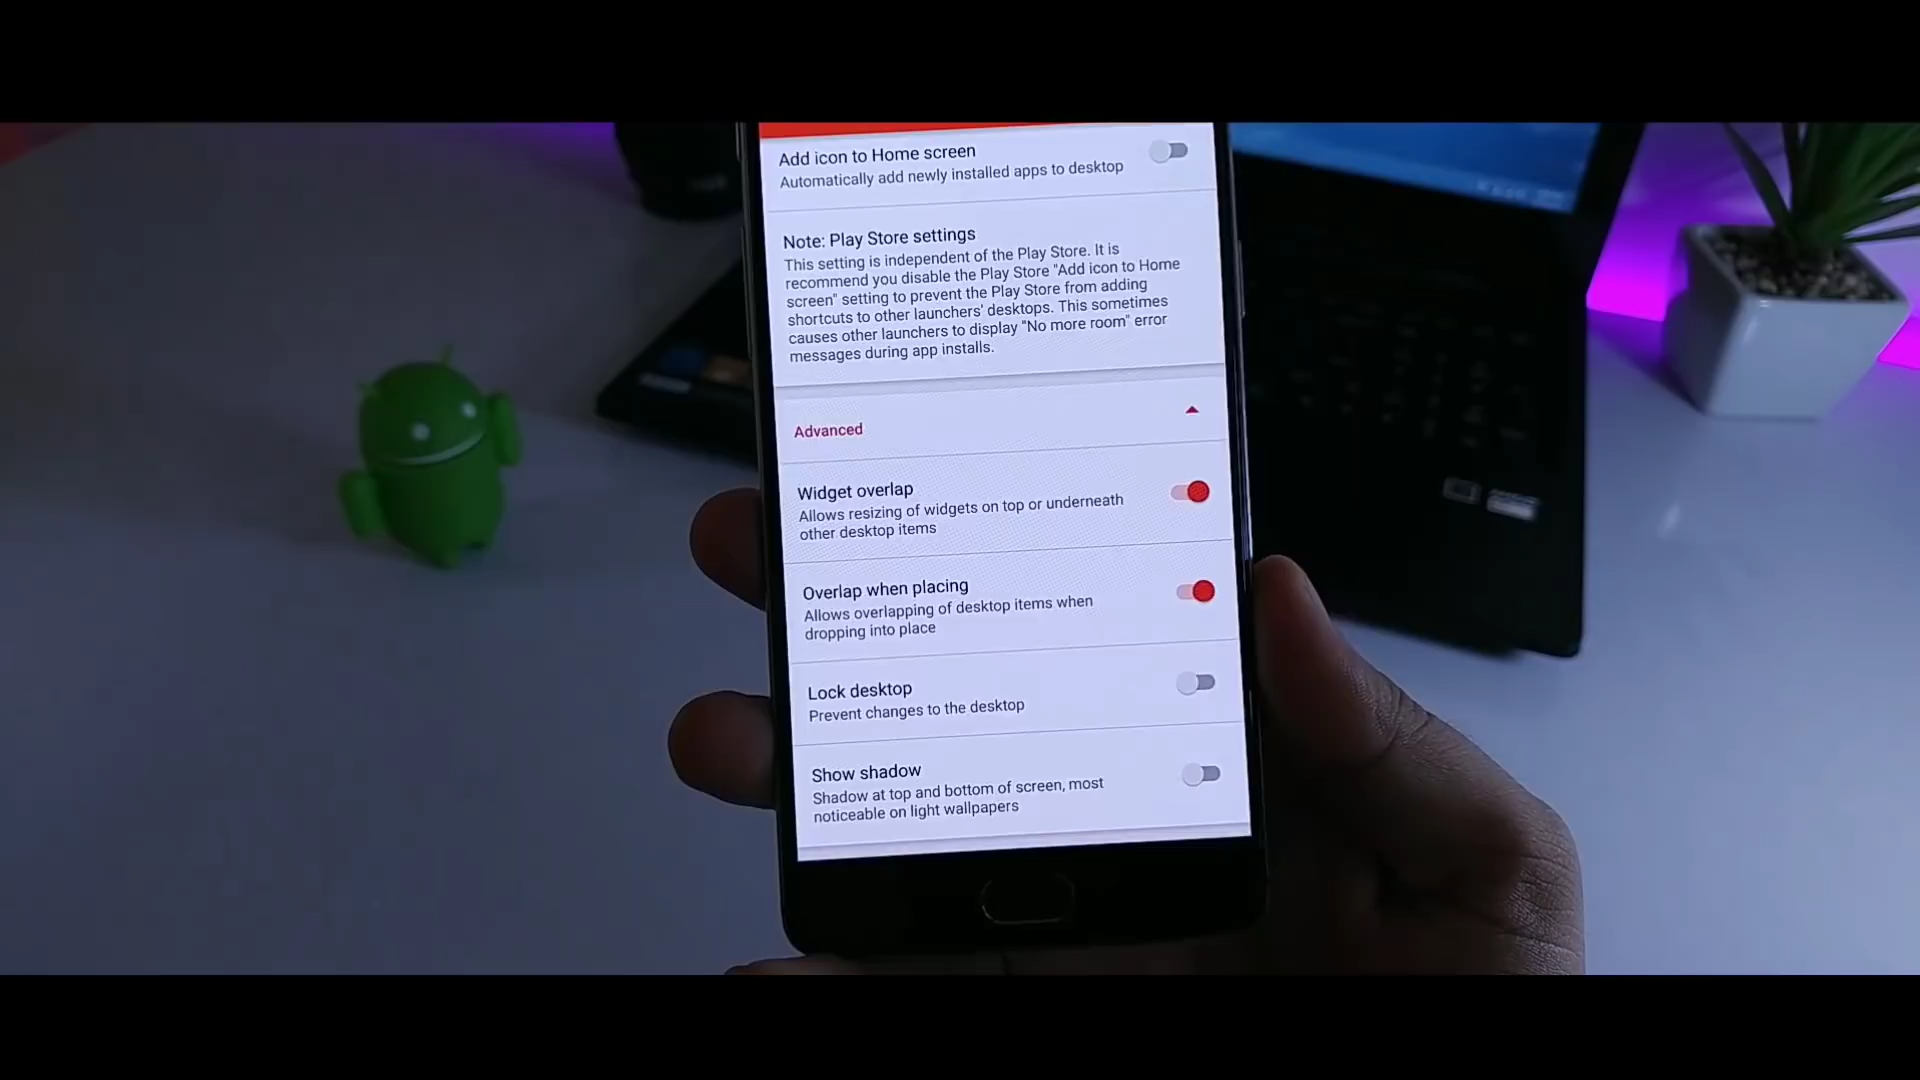 Add icon to Home screen
Automatically add newly installed apps to desktop
Note: Play Store settings
This setting is independent of the Play Store. It is
recommend you disable the Play Store "Add icon to Home
screen" setting to prevent the Play Store from adding
shortcuts to other launchers' desktops. This sometimes
causes other launchers to display "No more room" error
messages during app installs.
Advanced
Widget overlap
Allows resizing of widgets on top or underneath
other desktop items
Overlap when placing
Allows overlapping of desktop items when
dropping into place
Lock desktop
Prevent changes to the desktop
Show shadow
Shadow at top and bottom of screen, most
noticeable on light wallpapers